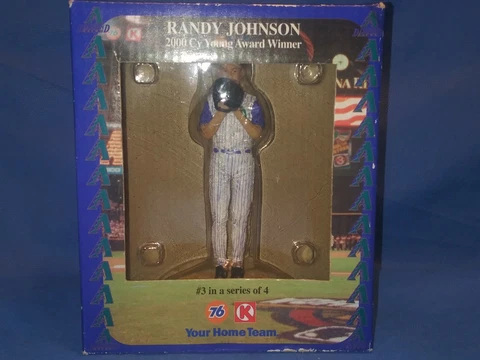 RANDY JOHNSON
2000 Cy Young Award Winner
#3 in a series of 4
76 K
Your Home Team